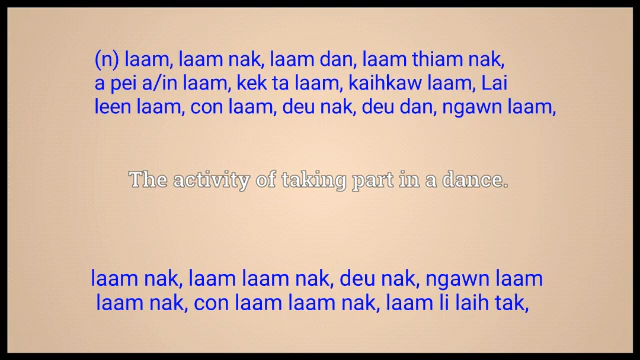 (n) laam, laam nak, laam dan, laam thiam nak,
a pei a/in laam, kek ta laam, kaihkaw laam, Lai
leen laam, con laam, deu nak, deu dan, ngawn laam,
The activity of taking part in a dance.
laam nak, laam laam nak, deu nak, ngawn laam
laam nak, con laam laam nak, laam li laih tak,